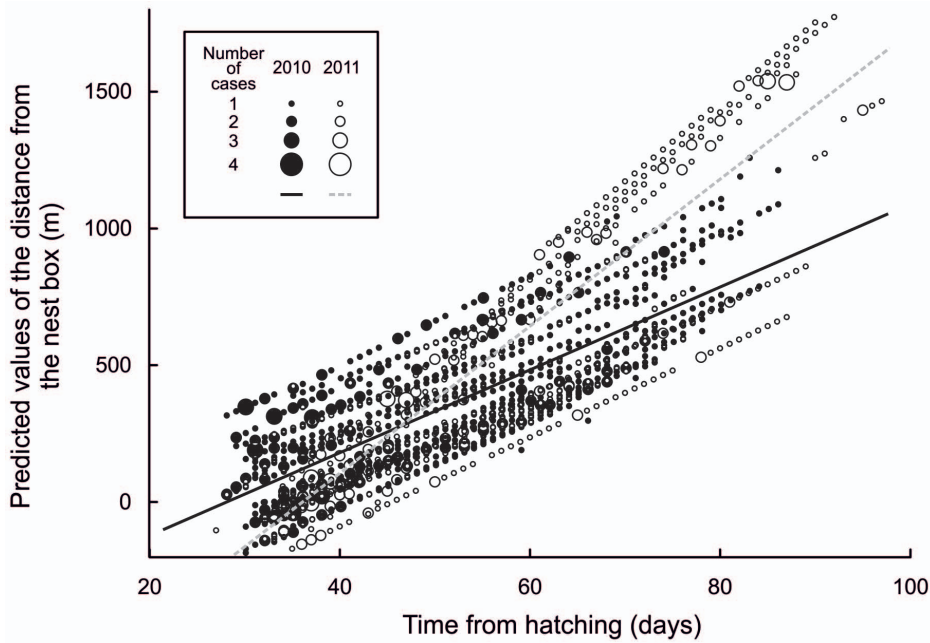 Predicted values of the distance from
the nest box (m)
1500
1000
500
0
Number
of
cases
2010
2011
1
2
3
4
20
40
60
80
100
Time from hatching (days)